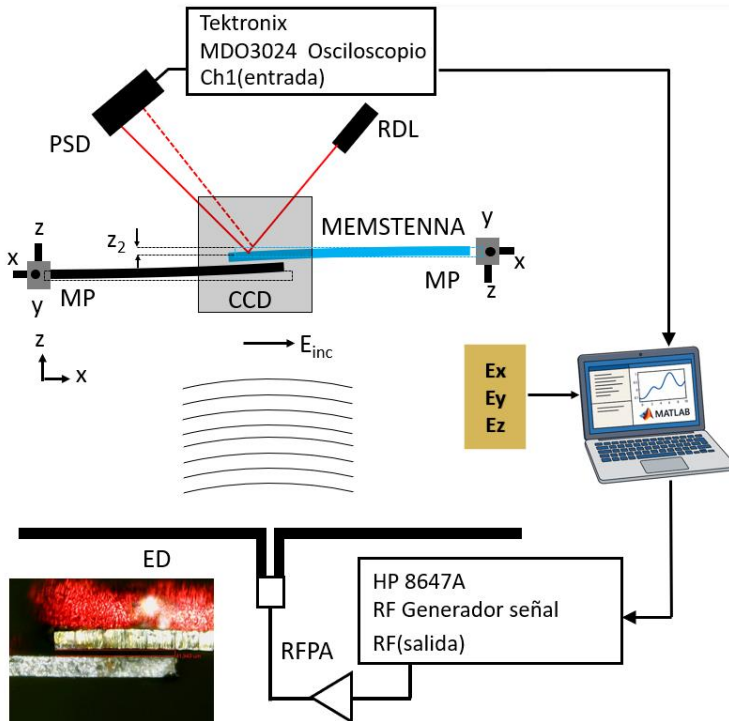 Tektronix
MDO3024 Osciloscopio
Ch1(entrada)
PSD
RDL
MEMSTENNA
z2
z
x
y
MP
y
x
z
MP
CCD
z
x
Einc
Ex
Ey
Ez
MATLAB
ED
HP 8647A
RF Generador señal
RF(salida)
RFPA